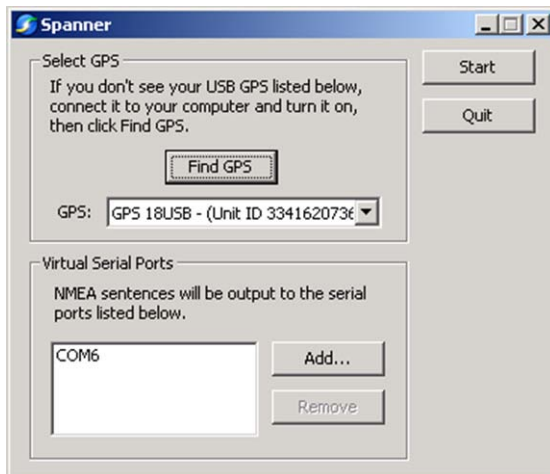 Spanner
Select GPS
If you don't see your USB GPS listed below,
connect it to your computer and turn it on,
then click Find GPS.
Find GPS
GPS: GPS 18USB - (Unit ID 3341620736
Start
Quit
Virtual Serial Ports
NMEA sentences will be output to the serial
ports listed below.
COM6
Add...
Remove